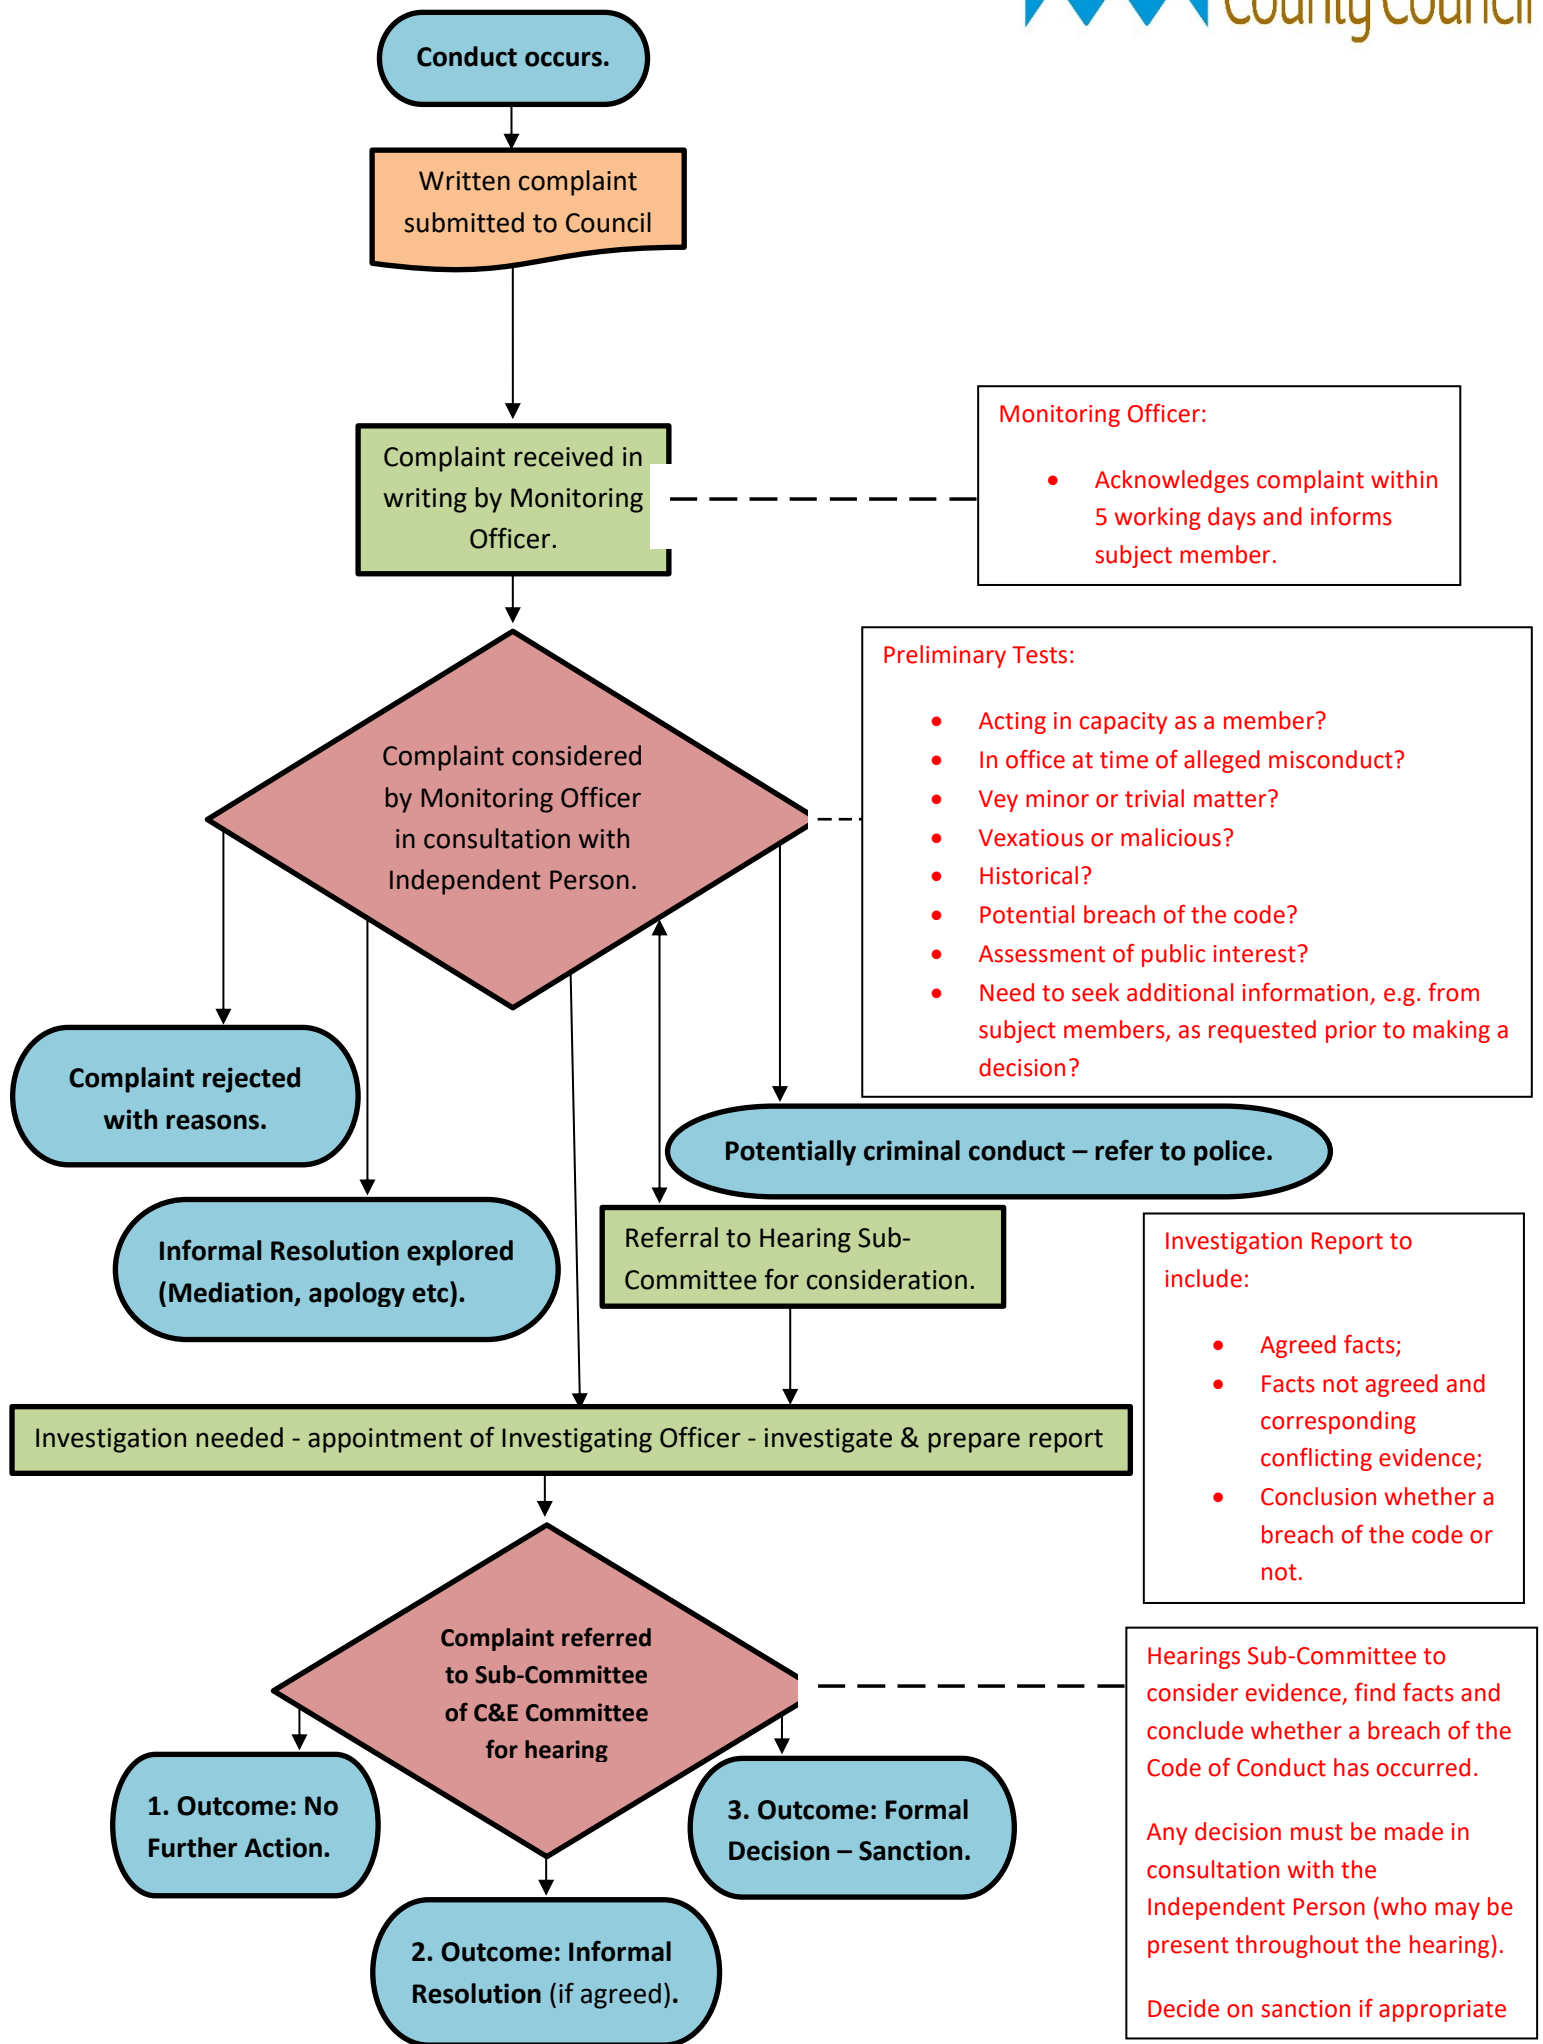 County Council
Conduct occurs.
Written complaint
submitted to Council
Complaint received in
writing by Monitoring
Officer.
Monitoring Officer:
• Acknowledges complaint within
5 working days and informs
subject member.
Complaint considered
by Monitoring Officer
in consultation with
Independent Person.
Preliminary Tests:
• Acting in capacity as a member?
• In office at time of alleged misconduct?
• Vey minor or trivial matter?
• Vexatious or malicious?
• Historical?
• Potential breach of the code?
• Assessment of public interest?
• Need to seek additional information, e.g. from
subject members, as requested prior to making a
decision?
Complaint rejected
with reasons.
Potentially criminal conduct – refer to police.
Informal Resolution explored
(Mediation, apology etc).
Referral to Hearing Sub-
Committee for consideration.
Investigation Report to
include:
• Agreed facts;
• Facts not agreed and
corresponding
conflicting evidence;
• Conclusion whether a
breach of the code or
not.
Investigation needed - appointment of Investigating Officer - investigate & prepare report
Complaint referred
to Sub-Committee
of C&E Committee
for hearing
Hearings Sub-Committee to
consider evidence, find facts and
conclude whether a breach of the
Code of Conduct has occurred.
Any decision must be made in
consultation with the
Independent Person (who may be
present throughout the hearing).
Decide on sanction if appropriate
1. Outcome: No
Further Action.
3. Outcome: Formal
Decision – Sanction.
2. Outcome: Informal
Resolution (if agreed).